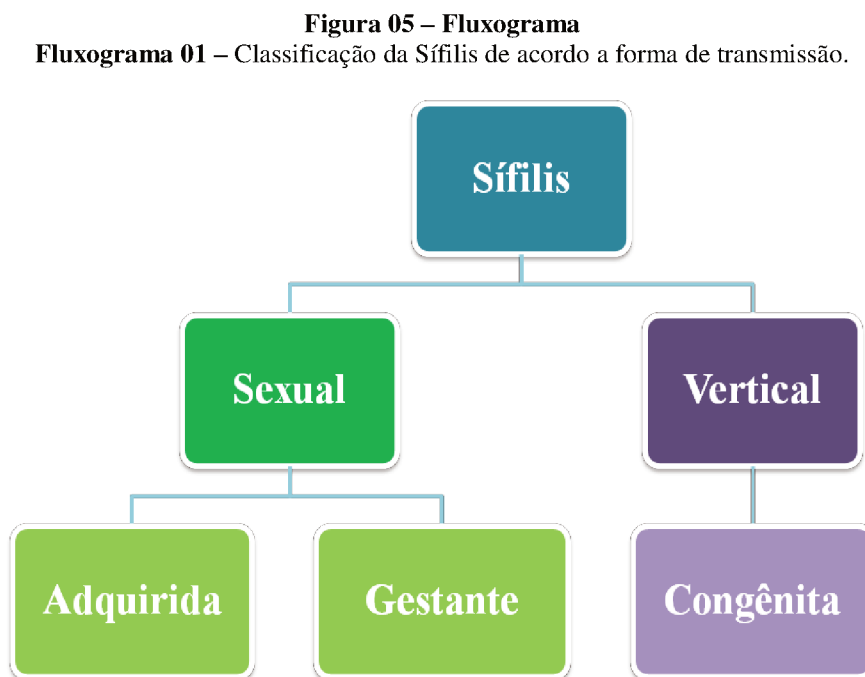 Figura 05 – Fluxograma
Fluxograma 01 – Classificação da Sífilis de acordo a forma de transmissão.
Sífilis
Sexual
Vertical
Adquirida
Gestante
Congênita